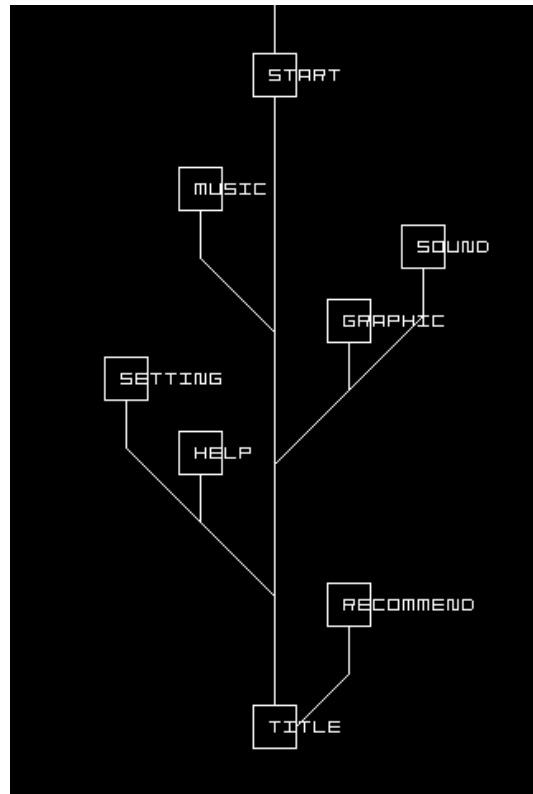 START
MUSIC
SOUND
GRAPHIC
SETTING
HELP
RECOMMEND
TITLE